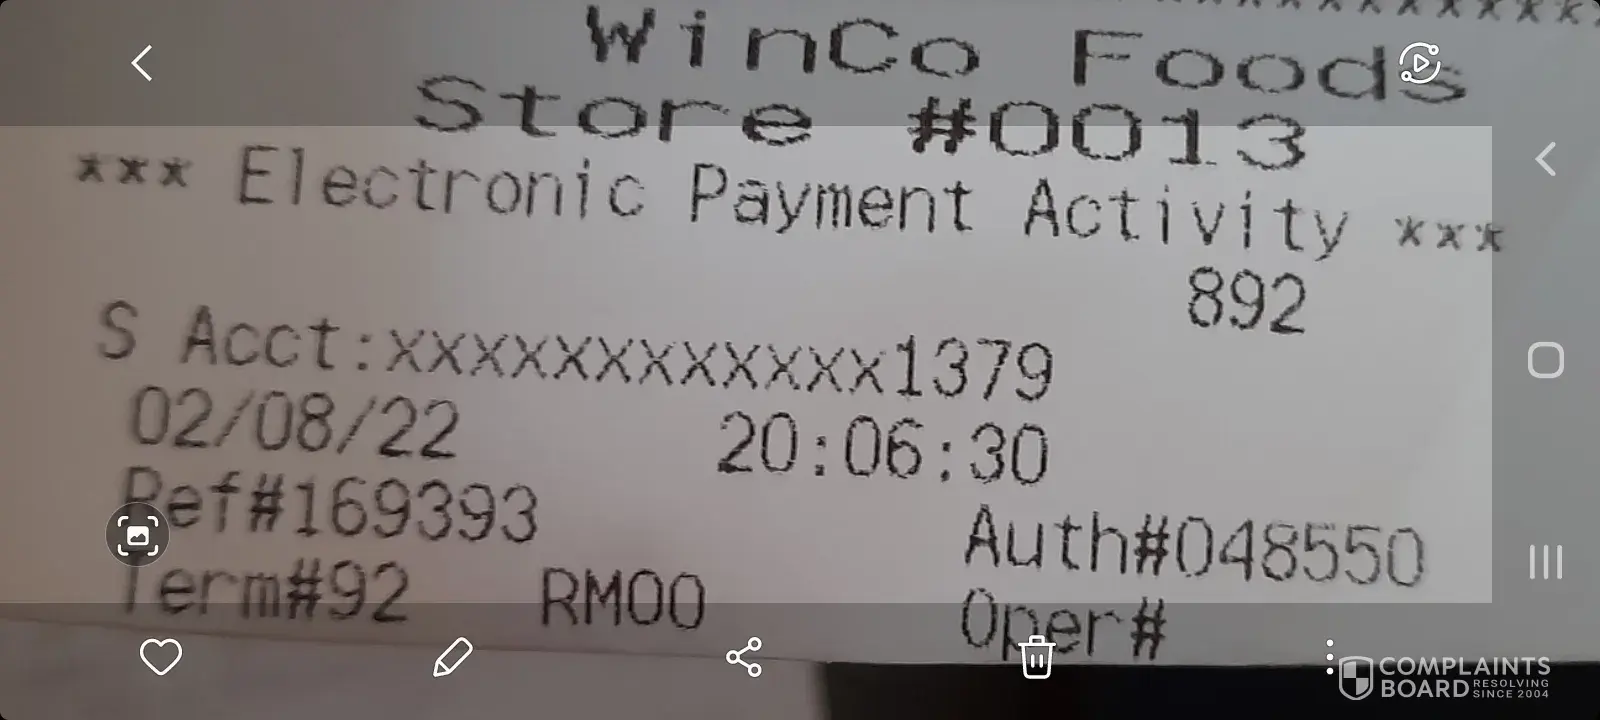 WinCo Foods
Store #0013
*** Electronic Payment Activity ***
892
S Acct:xxxxxxxxxxxx1379
02/08/22 20:06:30
Ref#169393 Auth#048550
Term#92 RM00 Oper#
COMPLAINTS
BOARD RESOLVING
SINCE 2004